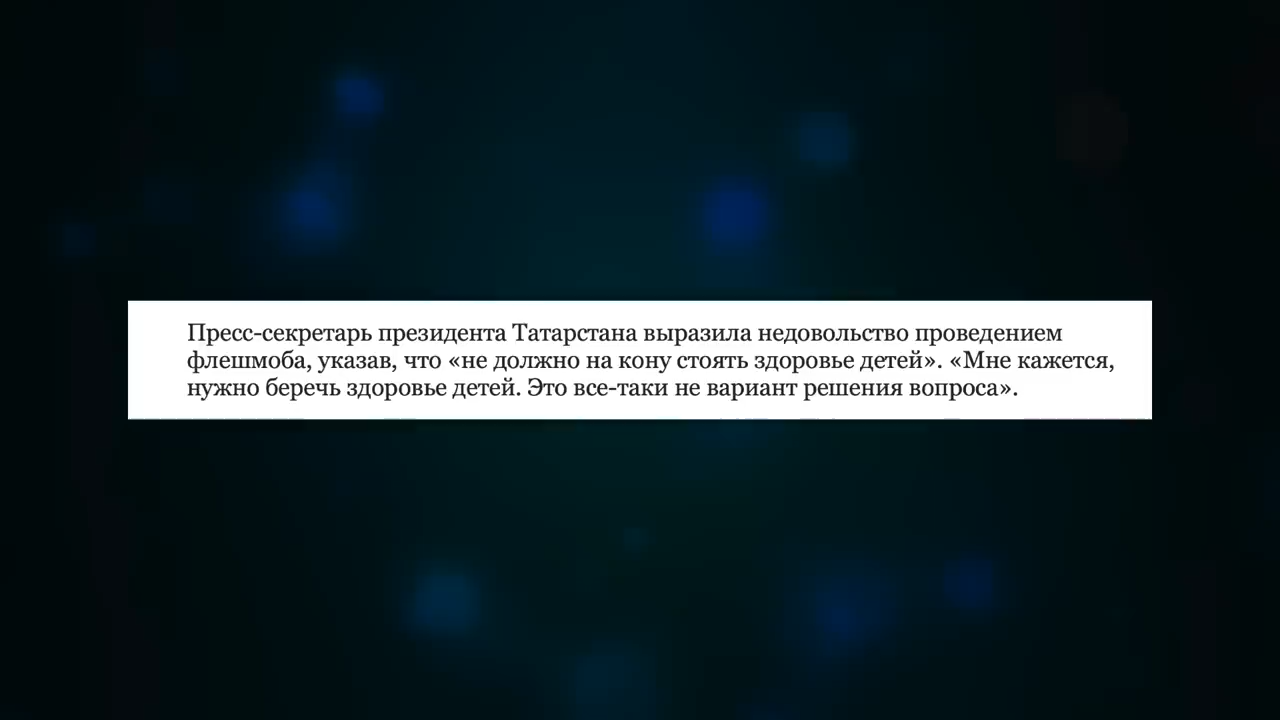 Пресс-секретарь президента Татарстана выразила недовольство проведением
флешмоба, указав, что «не должно на кону стоять здоровье детей». «Мне кажется,
нужно беречь здоровье детей. Это все-таки не вариант решения вопроса».